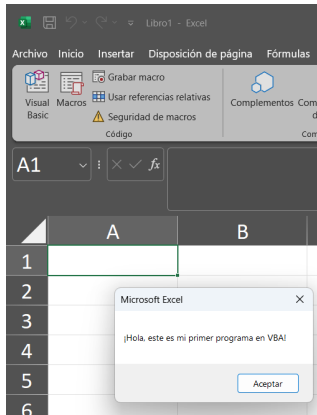 Libro1 - Excel
Archivo Inicio Insertar Disposición de página Fórmulas
Visual Basic
Macros
Grabar macro
Usar referencias relativas
Seguridad de macros
Código
Complementos
Com
d
Com
A1
fx
A B
1
2
3
4
5
6
Microsoft Excel
¡Hola, este es mi primer programa en VBA!
Aceptar